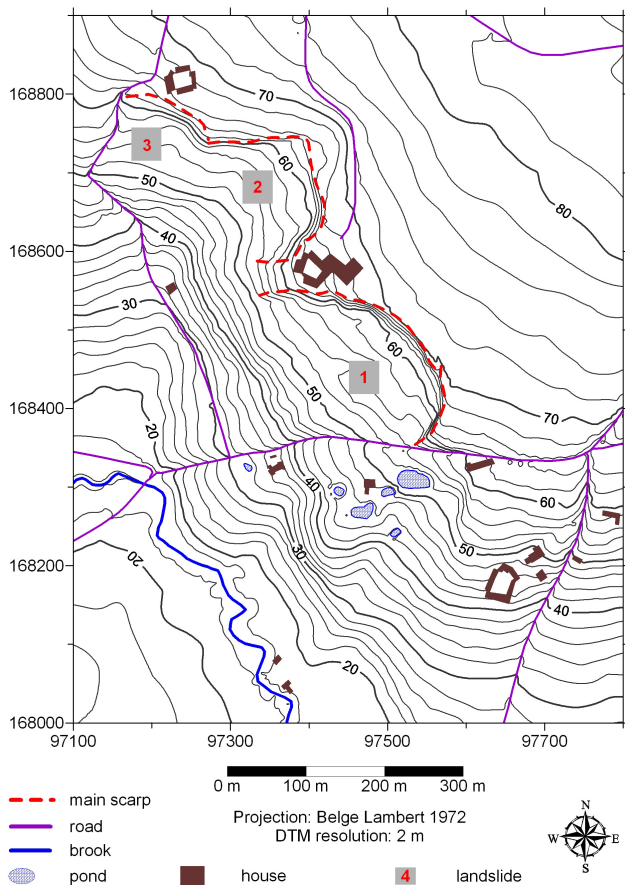 168800
70
3
60
2
50
80
168600
40
30
60
1
50
70
168400
20
40
60
50
30
20
168200
40
20
168000
97100 97300 97500 97700
0 m 100 m 200 m 300 m
main scarp
Projection: Belge Lambert 1972
road
DTM resolution: 2 m
N
W E
S
brook
pond house 4 landslide